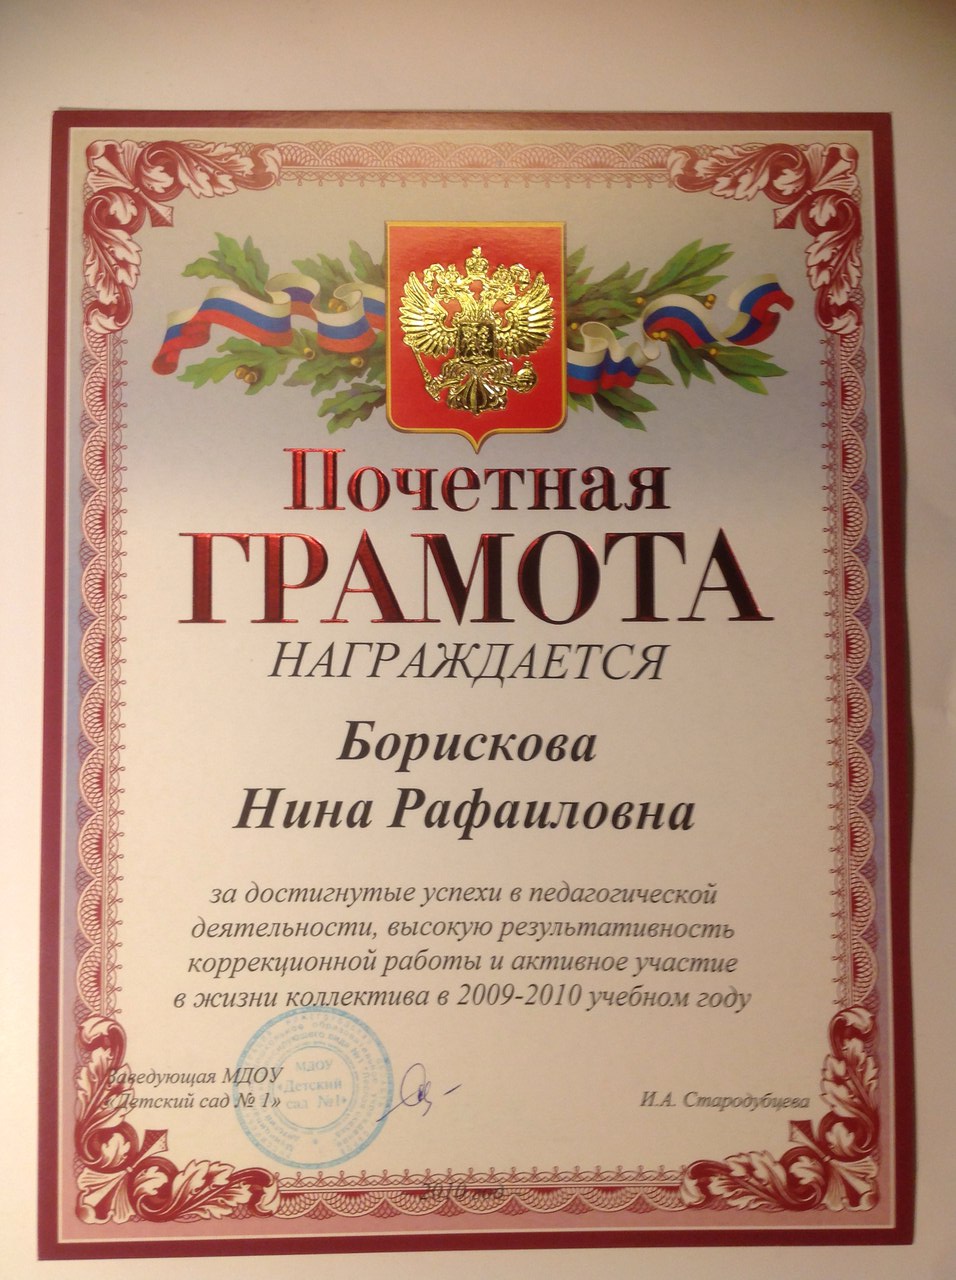 Почетная
ГРАМОТА
НАГРАЖДАЕТСЯ
Борискова
Нина Рафаиловна
за достигнутые успехи в педагогической
деятельности, высокую результативность
коррекционной работы и активное участие
в жизни коллектива в 2009-2010 учебном году
Заведующая МДОУ
«Детский сад № 1»
МДОУ
«Детский
сад №1»
И.А. Стародубцева
2010 год